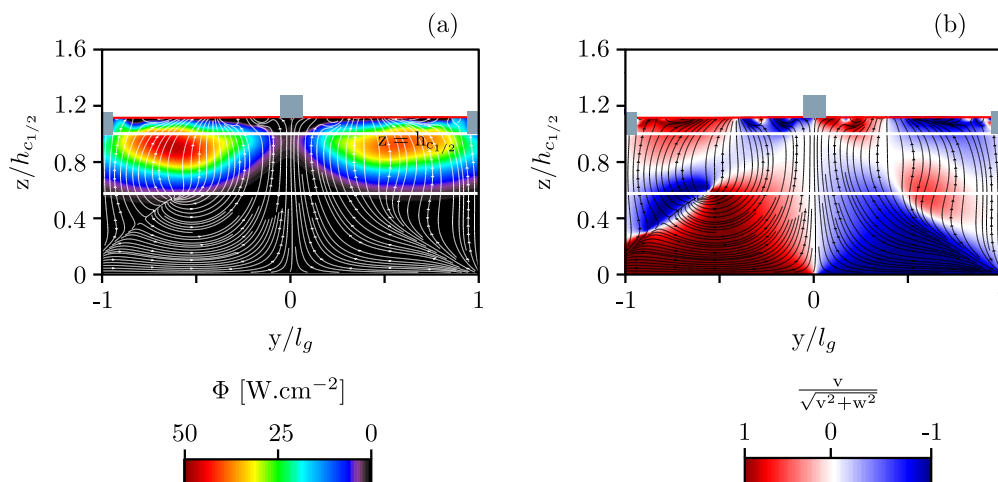 (a)
1.6
1.2
0.8
0.4
0
z/h_{c_{1/2}}
z = h_{c_{1/2}}
-1
0
1
y/l_g
Φ [W.cm⁻²]
50
25
0
(b)
1.6
1.2
0.8
0.4
0
z/h_{c_{1/2}}
-1
0
y/l_g
v
√v²+w²
1
0
-1